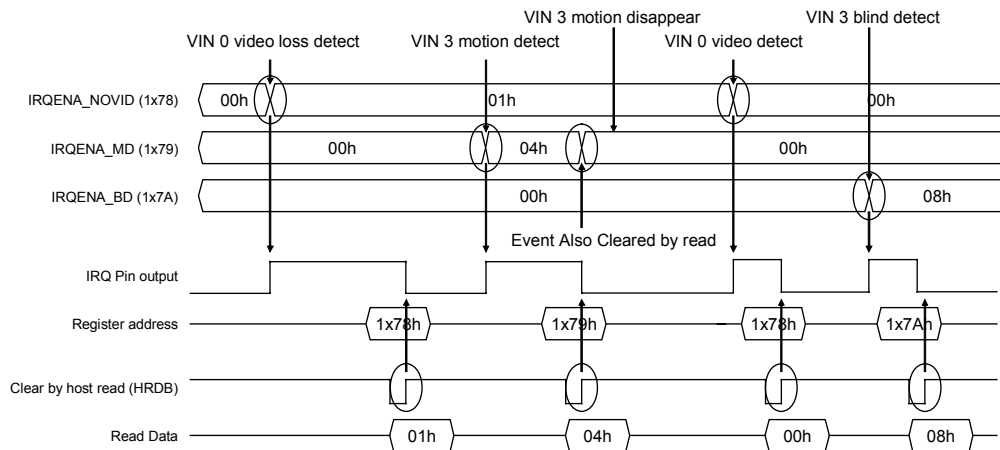 VIN 3 motion disappear
VIN 3 blind detect
VIN 0 video loss detect
VIN 3 motion detect
VIN 0 video detect
IRQENA_NOVID (1x78)
00h
01h
00h
IRQENA_MD (1x79)
00h
04h
00h
IRQENA_BD (1x7A)
00h
08h
Event Also Cleared by read
IRQ Pin output
Register address
1x78h
1x79h
1x78h
1x7Ah
Clear by host read (HRDB)
Read Data
01h
04h
00h
08h